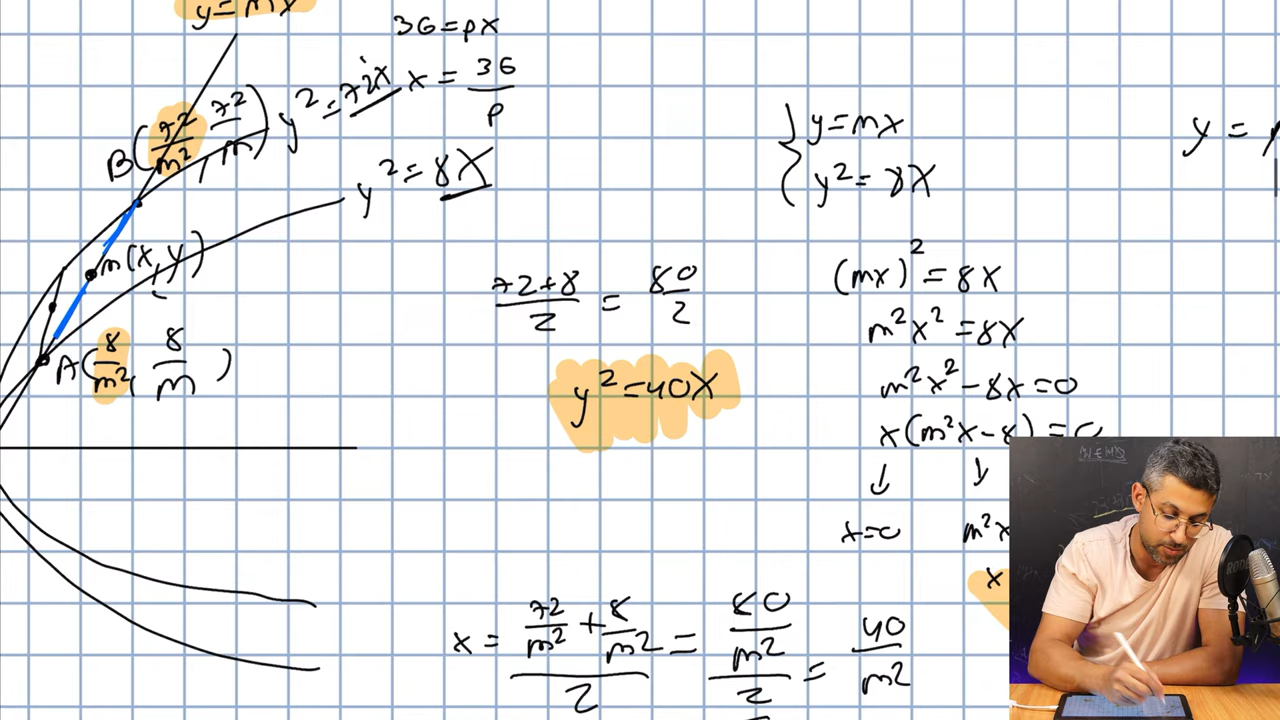 y = mx
36 = px
y² = 72x
x = 36/p
B(72/m², 72/m)
y² = 8x
m(x, y)
A(8/m², 8/m)
(72+8)/2 = 80/2
y² = 40x
{ y = mx
y² = 8x
y =
(mx)² = 8x
m²x² = 8x
m²x² - 8x = 0
x(m²x - 8) = 0
x = 0
m²x
x
x = (72/m² + 8/m²)/2 = (80/m²)/2 = 40/m²